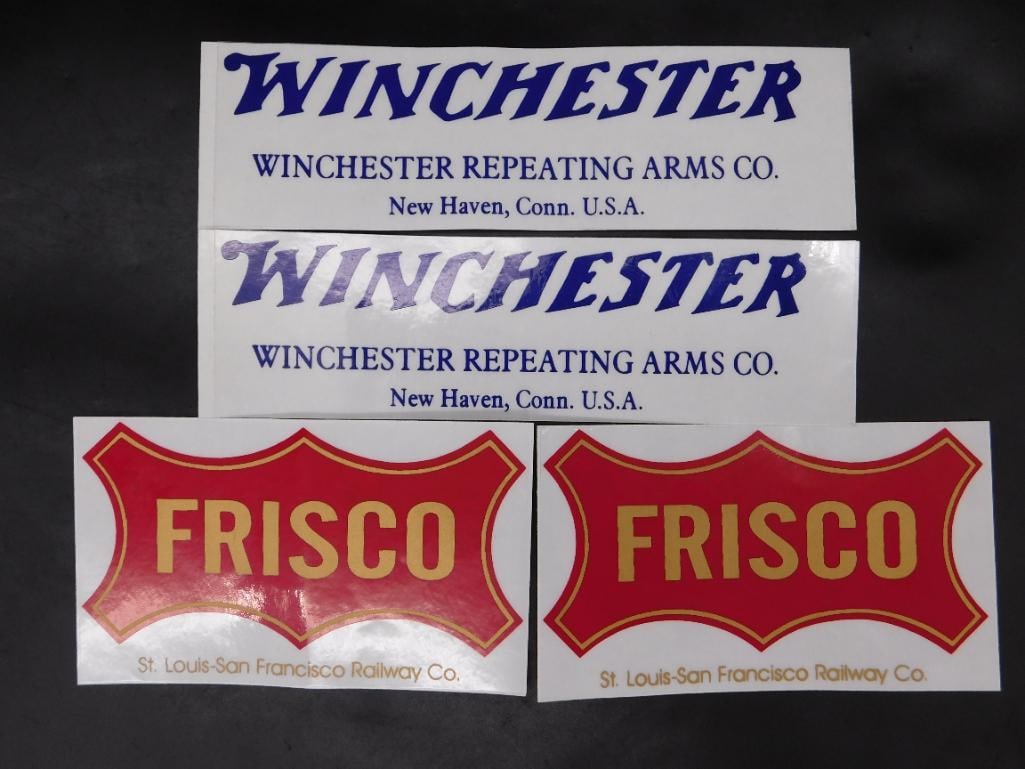 WINCHESTER
WINCHESTER REPEATING ARMS CO.
New Haven, Conn. U.S.A.
WINCHESTER
WINCHESTER REPEATING ARMS CO.
New Haven, Conn. U.S.A.
FRISCO
St. Louis-San Francisco Railway Co.
FRISCO
St. Louis-San Francisco Railway Co.